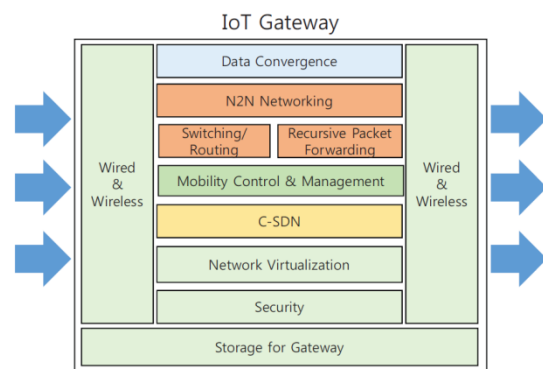 IoT Gateway
Data Convergence
N2N Networking
Switching/
Routing
Recursive Packet
Forwarding
Wired
&
Wireless
Mobility Control & Management
Wired
&
Wireless
C-SDN
Network Virtualization
Security
Storage for Gateway